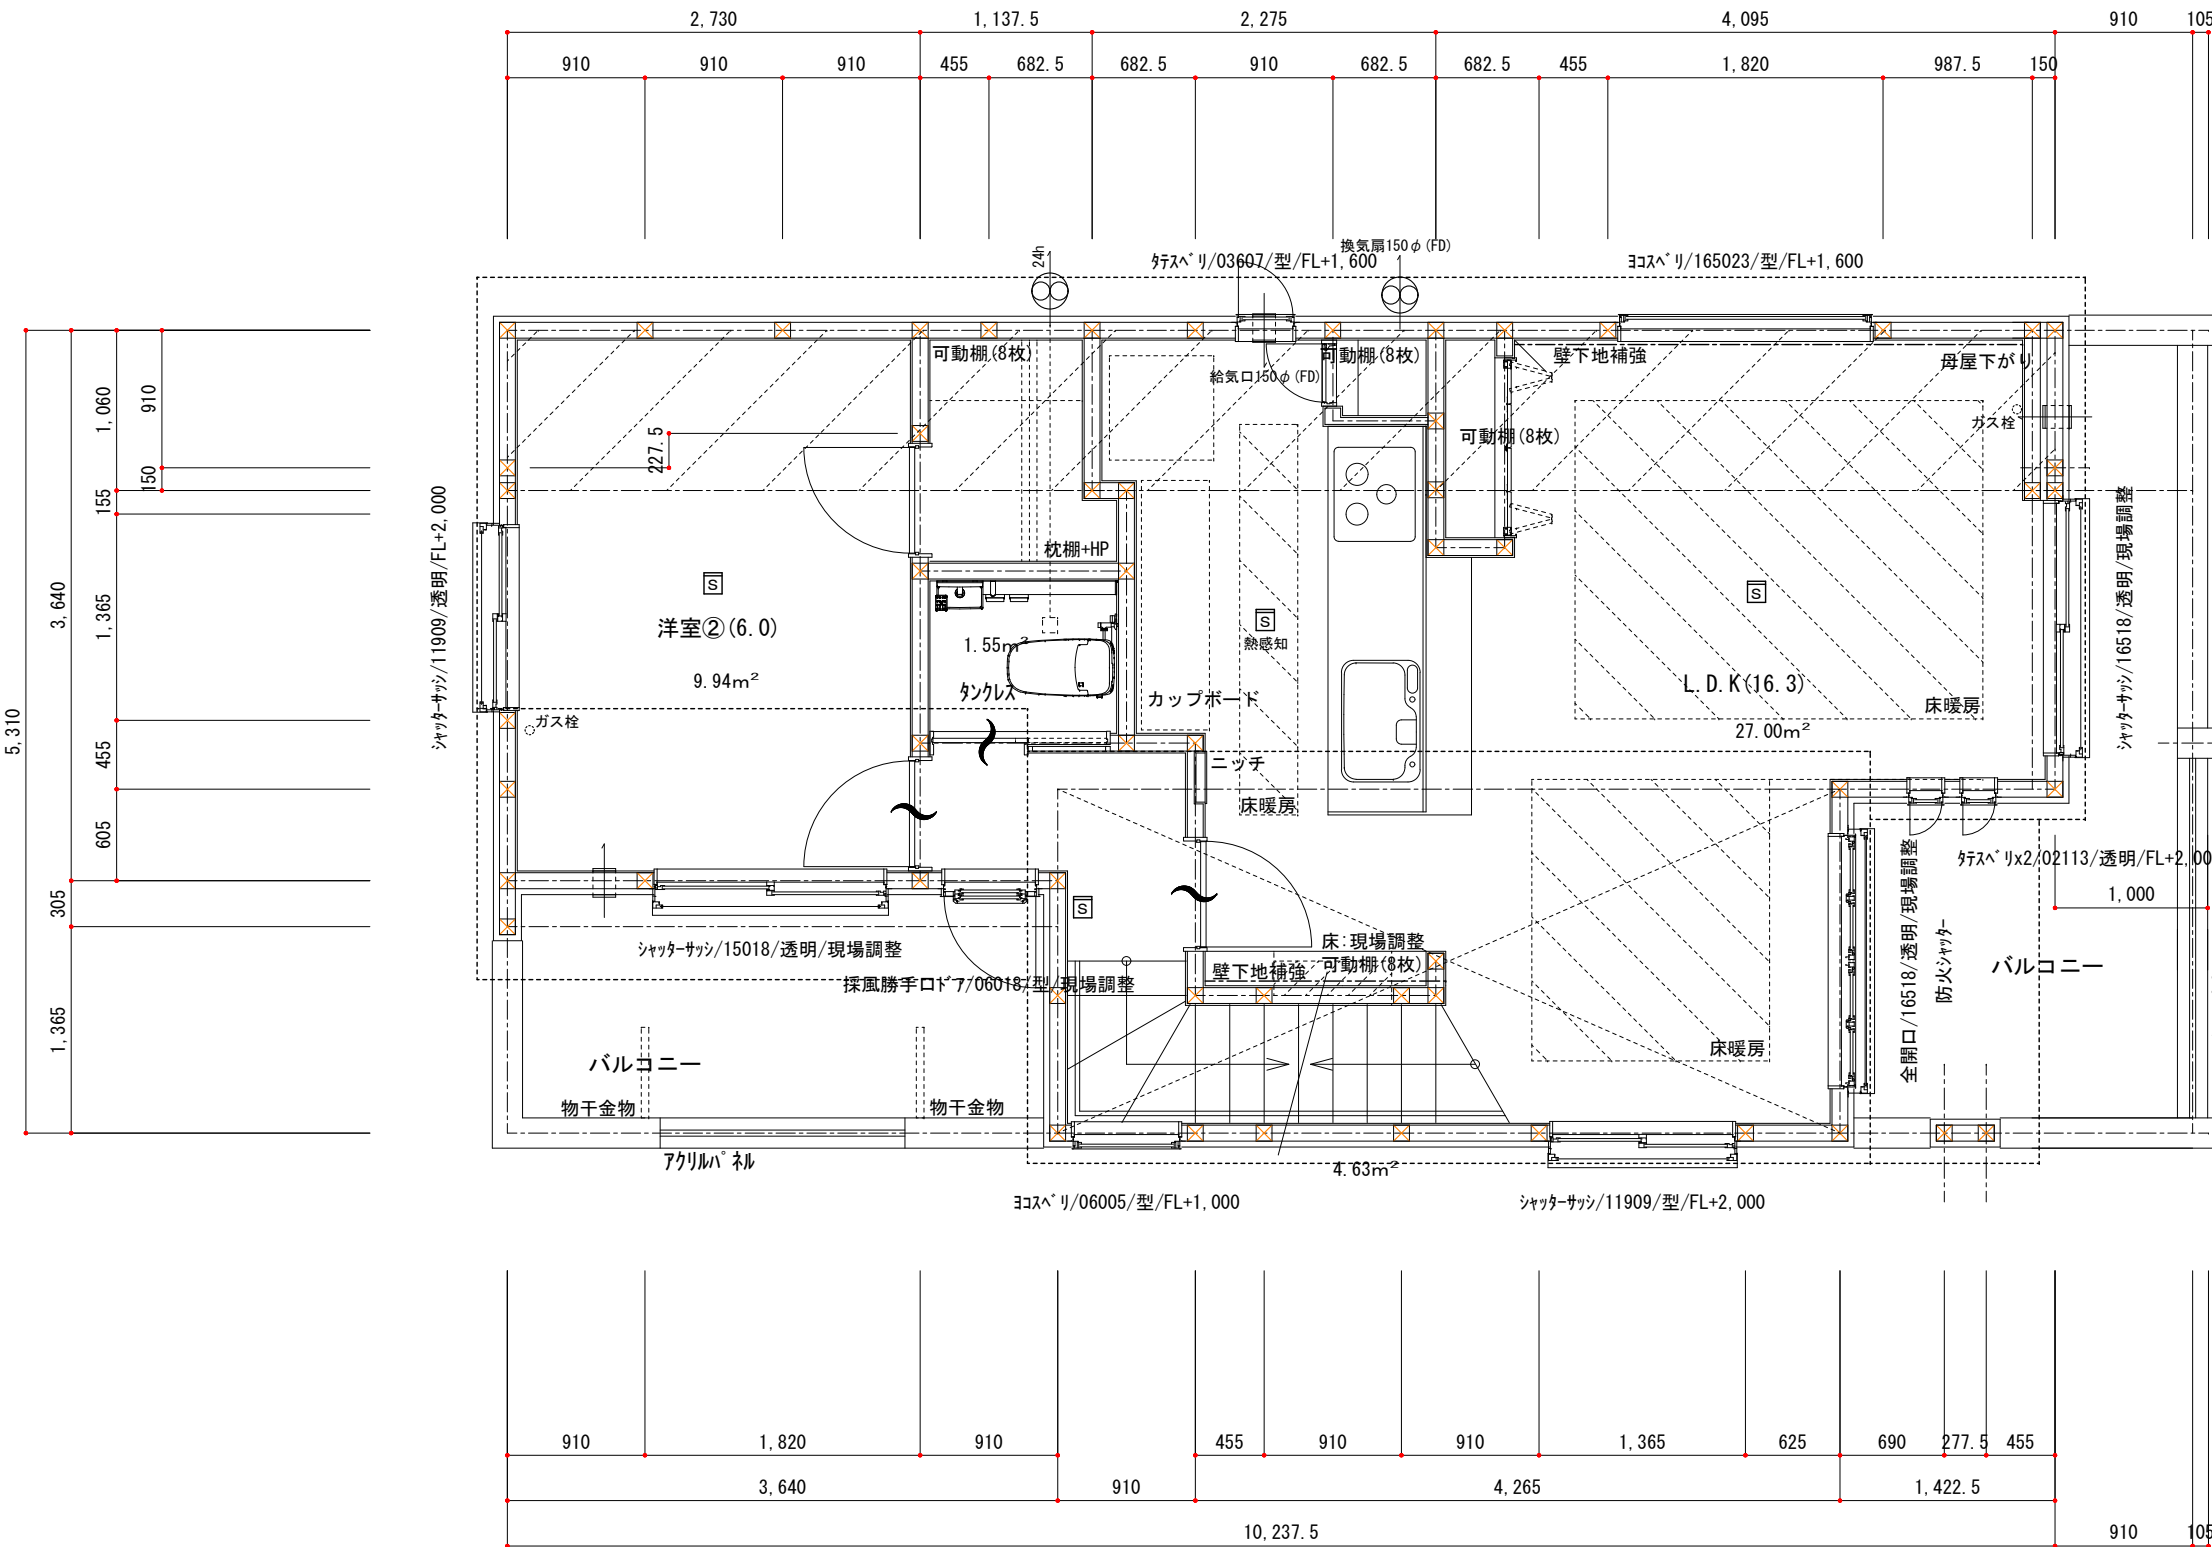 2,730
1,137.5
2,275
4,095
910
105
910
910
910
455
682.5
682.5
910
682.5
682.5
455
1,820
987.5
150
24h
換気扇150φ(FD)
ﾀﾃｽﾍﾞﾘ/03607/型/FL+1,600
ﾖｺｽﾍﾞﾘ/165023/型/FL+1,600
可動棚(8枚)
給気口150φ(FD)
可動棚(8枚)
壁下地補強
母屋下がり
ガス栓
可動棚(8枚)
5,310
3,640
305
1,365
1,060
155
1,365
455
605
910
150
227.5
ｼｬｯﾀｰｻｯｼ/11909/透明/FL+2,000
ｼｬｯﾀｰｻｯｼ/16518/透明/現場調整
枕棚+HP
S
洋室②(6.0)
9.94m²
1.55m²
ﾀﾝｸﾚｽ
S
熱感知
カップボード
S
L.D.K(16.3)
床暖房
27.00m²
ガス栓
ニッチ
床暖房
ﾀﾃｽﾍﾞﾘx2/02113/透明/FL+2,00
1,000
S
ｼｬｯﾀｰｻｯｼ/15018/透明/現場調整
採風勝手口ﾄﾞｱ/06018/型/現場調整
床:現場調整
壁下地補強
可動棚(8枚)
全開口/16518/透明/現場調整
防火ｼｬｯﾀｰ
バルコニー
バルコニー
床暖房
物干金物
物干金物
ｱｸﾘﾙﾊﾟﾈﾙ
4.63m²
ﾖｺｽﾍﾞﾘ/06005/型/FL+1,000
ｼｬｯﾀｰｻｯｼ/11909/型/FL+2,000
910
1,820
910
455
910
910
1,365
625
690
277.5
455
3,640
910
4,265
1,422.5
10,237.5
910
105